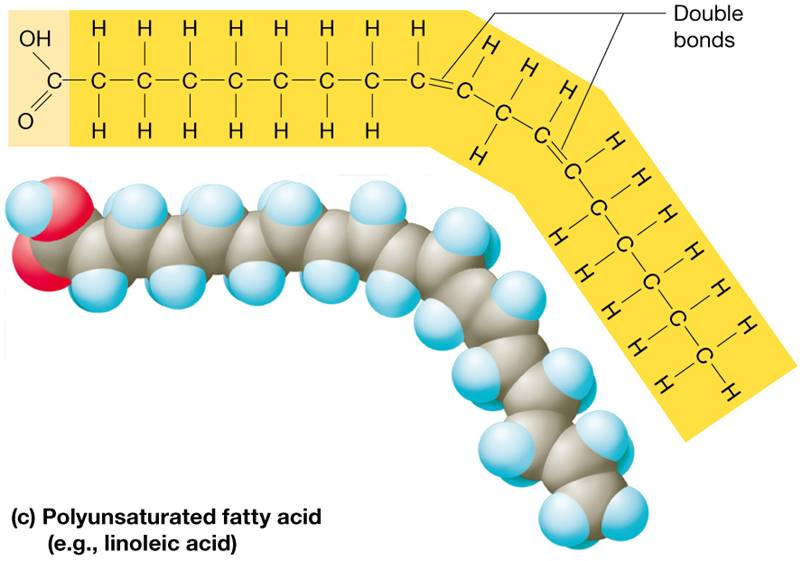 H H H H H H H H
OH
Double
bonds
H
H
C C C C C C C C C C
H
O
H H H H H H H
C
C
H
H
C
H
C
H
H
C
H
H
C
H
H
C
H
H
C
H
H
(c) Polyunsaturated fatty acid
(e.g., linoleic acid)